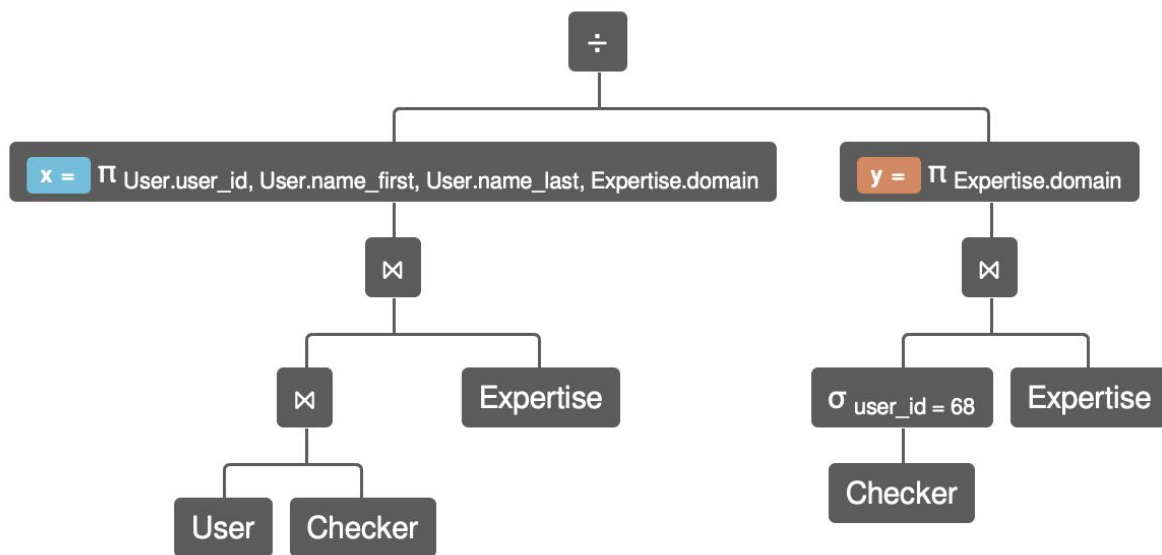 ÷
x = π User.user_id, User.name_first, User.name_last, Expertise.domain
y = π Expertise.domain
⋈
⋈
⋈
Expertise
σ user_id = 68
Expertise
User
Checker
Checker